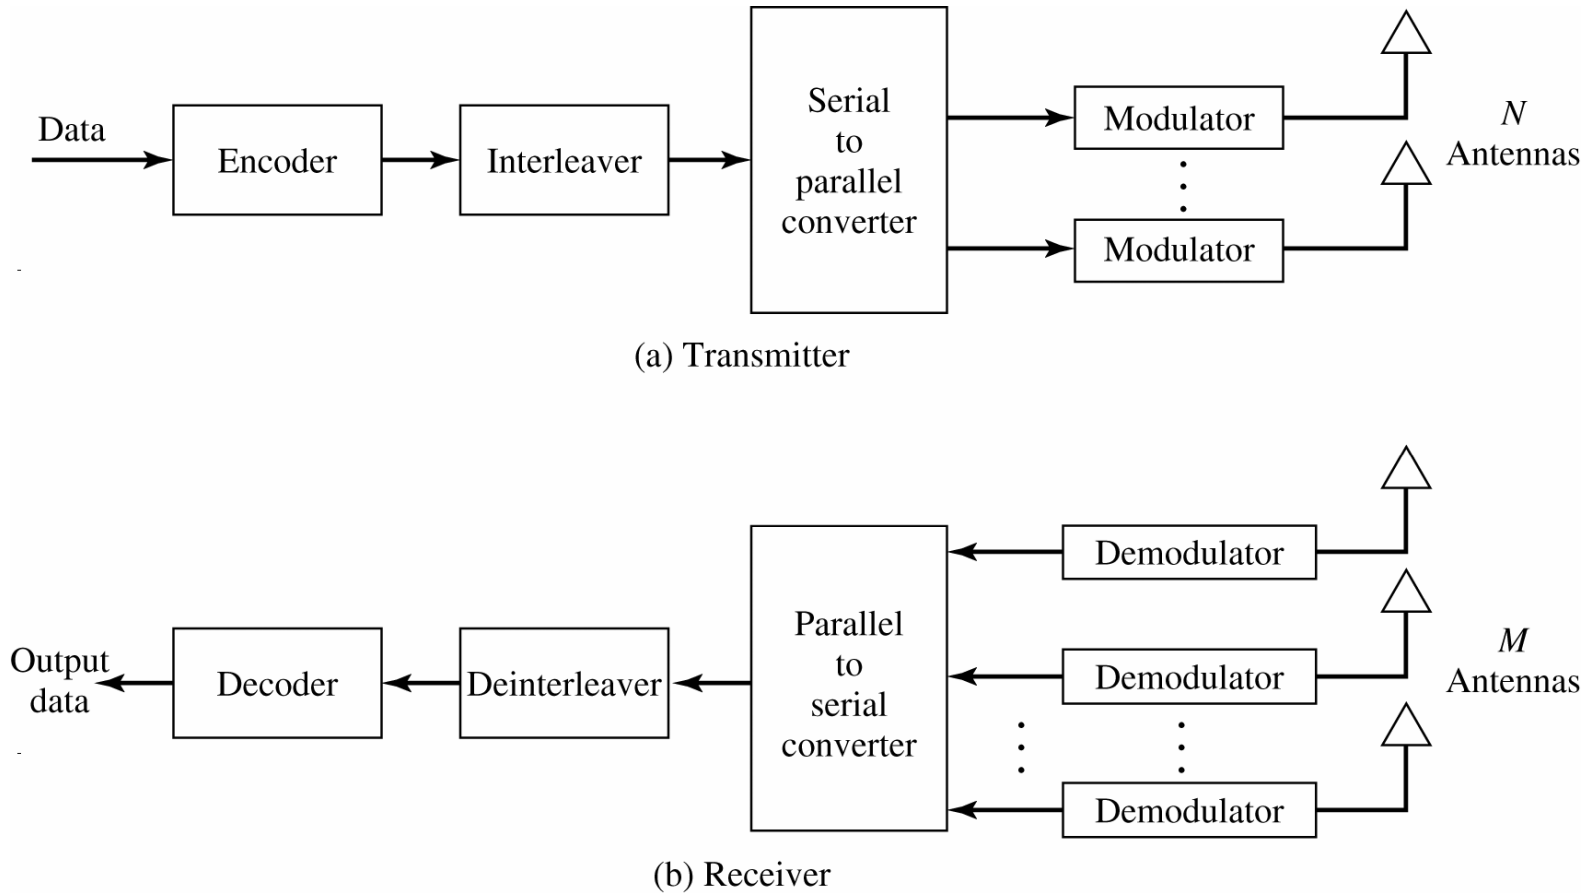 Data
Encoder
Interleaver
Serial
to
parallel
converter
Modulator
Modulator
N
Antennas
(a) Transmitter
Output
data
Decoder
Deinterleaver
Parallel
to
serial
converter
Demodulator
Demodulator
Demodulator
M
Antennas
(b) Receiver